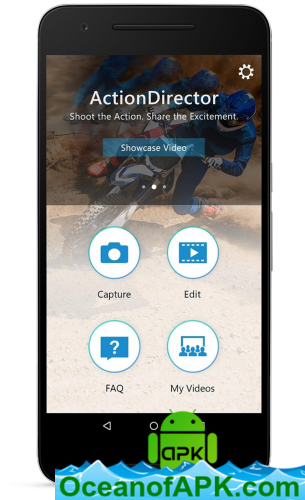 ActionDirector
Shoot the Action. Share the Excitement.
Showcase Video
Capture
Edit
?
FAQ
My Videos
apk
OceanofAPK.com